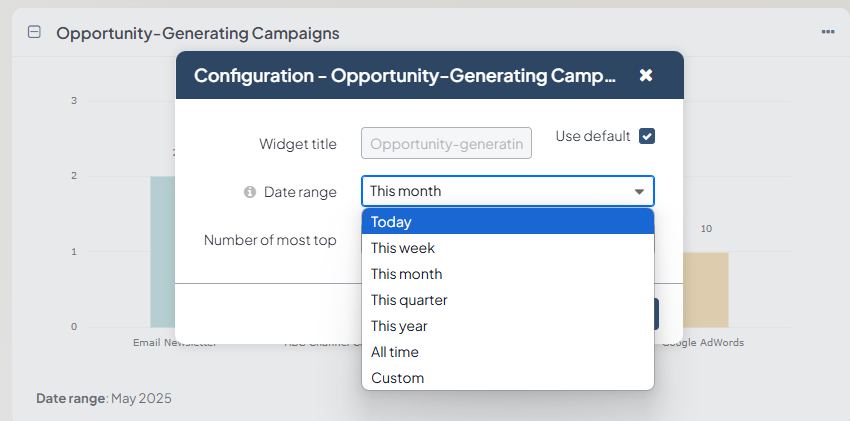 Opportunity-Generating Campaigns
Configuration - Opportunity-Generating Camp...
Widget title
Opportunity-generatin
Use default
Date range
This month
Number of most top
Today
This week
This month
This quarter
This year
All time
Custom
3
2
1
0
10
Email Newsletter
Google AdWords
Date range: May 2025